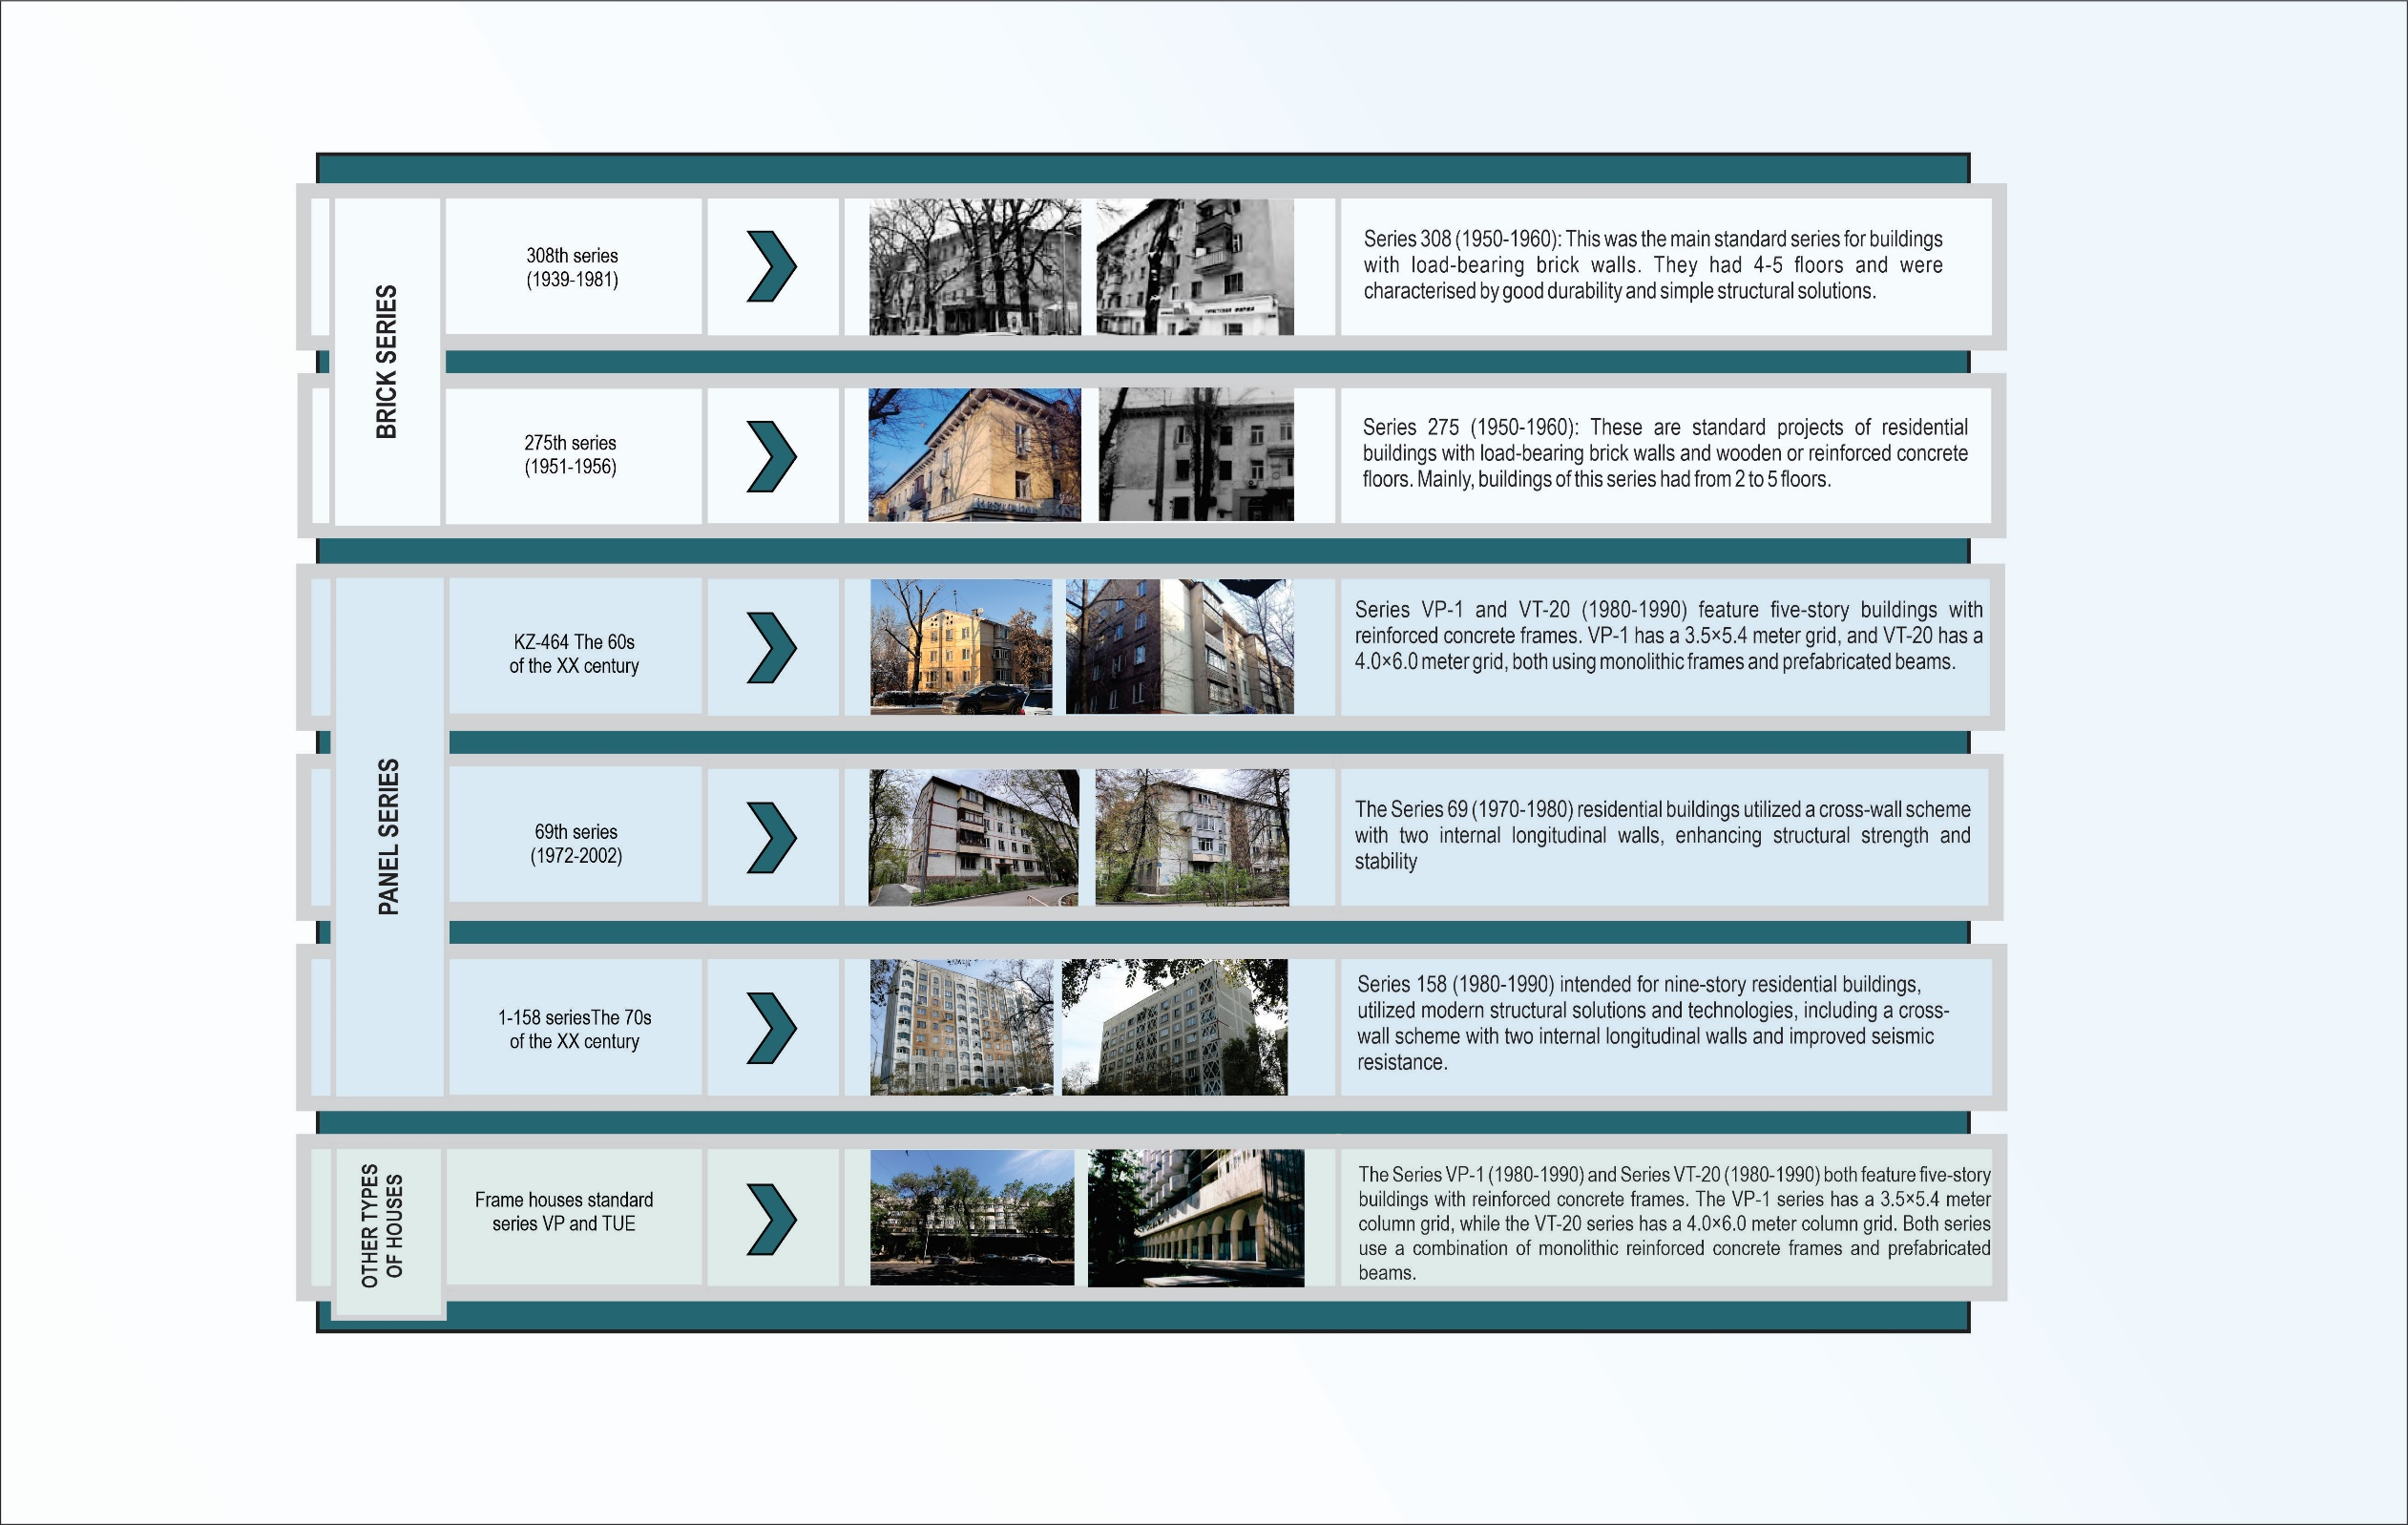 BRICK SERIES
308th series
(1939-1981)
Series 308 (1950-1960): This was the main standard series for buildings
with load-bearing brick walls. They had 4-5 floors and were
characterised by good durability and simple structural solutions.
275th series
(1951-1956)
Series 275 (1950-1960): These are standard projects of residential
buildings with load-bearing brick walls and wooden or reinforced concrete
floors. Mainly, buildings of this series had from 2 to 5 floors.
PANEL SERIES
KZ-464 The 60s
of the XX century
Series VP-1 and VT-20 (1980-1990) feature five-story buildings with
reinforced concrete frames. VP-1 has a 3.5×5.4 meter grid, and VT-20 has a
4.0×6.0 meter grid, both using monolithic frames and prefabricated beams.
69th series
(1972-2002)
The Series 69 (1970-1980) residential buildings utilized a cross-wall scheme
with two internal longitudinal walls, enhancing structural strength and
stability
1-158 seriesThe 70s
of the XX century
Series 158 (1980-1990) intended for nine-story residential buildings,
utilized modern structural solutions and technologies, including a cross-
wall scheme with two internal longitudinal walls and improved seismic
resistance.
OTHER TYPES
OF HOUSES
Frame houses standard
series VP and TUE
The Series VP-1 (1980-1990) and Series VT-20 (1980-1990) both feature five-story
buildings with reinforced concrete frames. The VP-1 series has a 3.5×5.4 meter
column grid, while the VT-20 series has a 4.0×6.0 meter column grid. Both series
use a combination of monolithic reinforced concrete frames and prefabricated
beams.